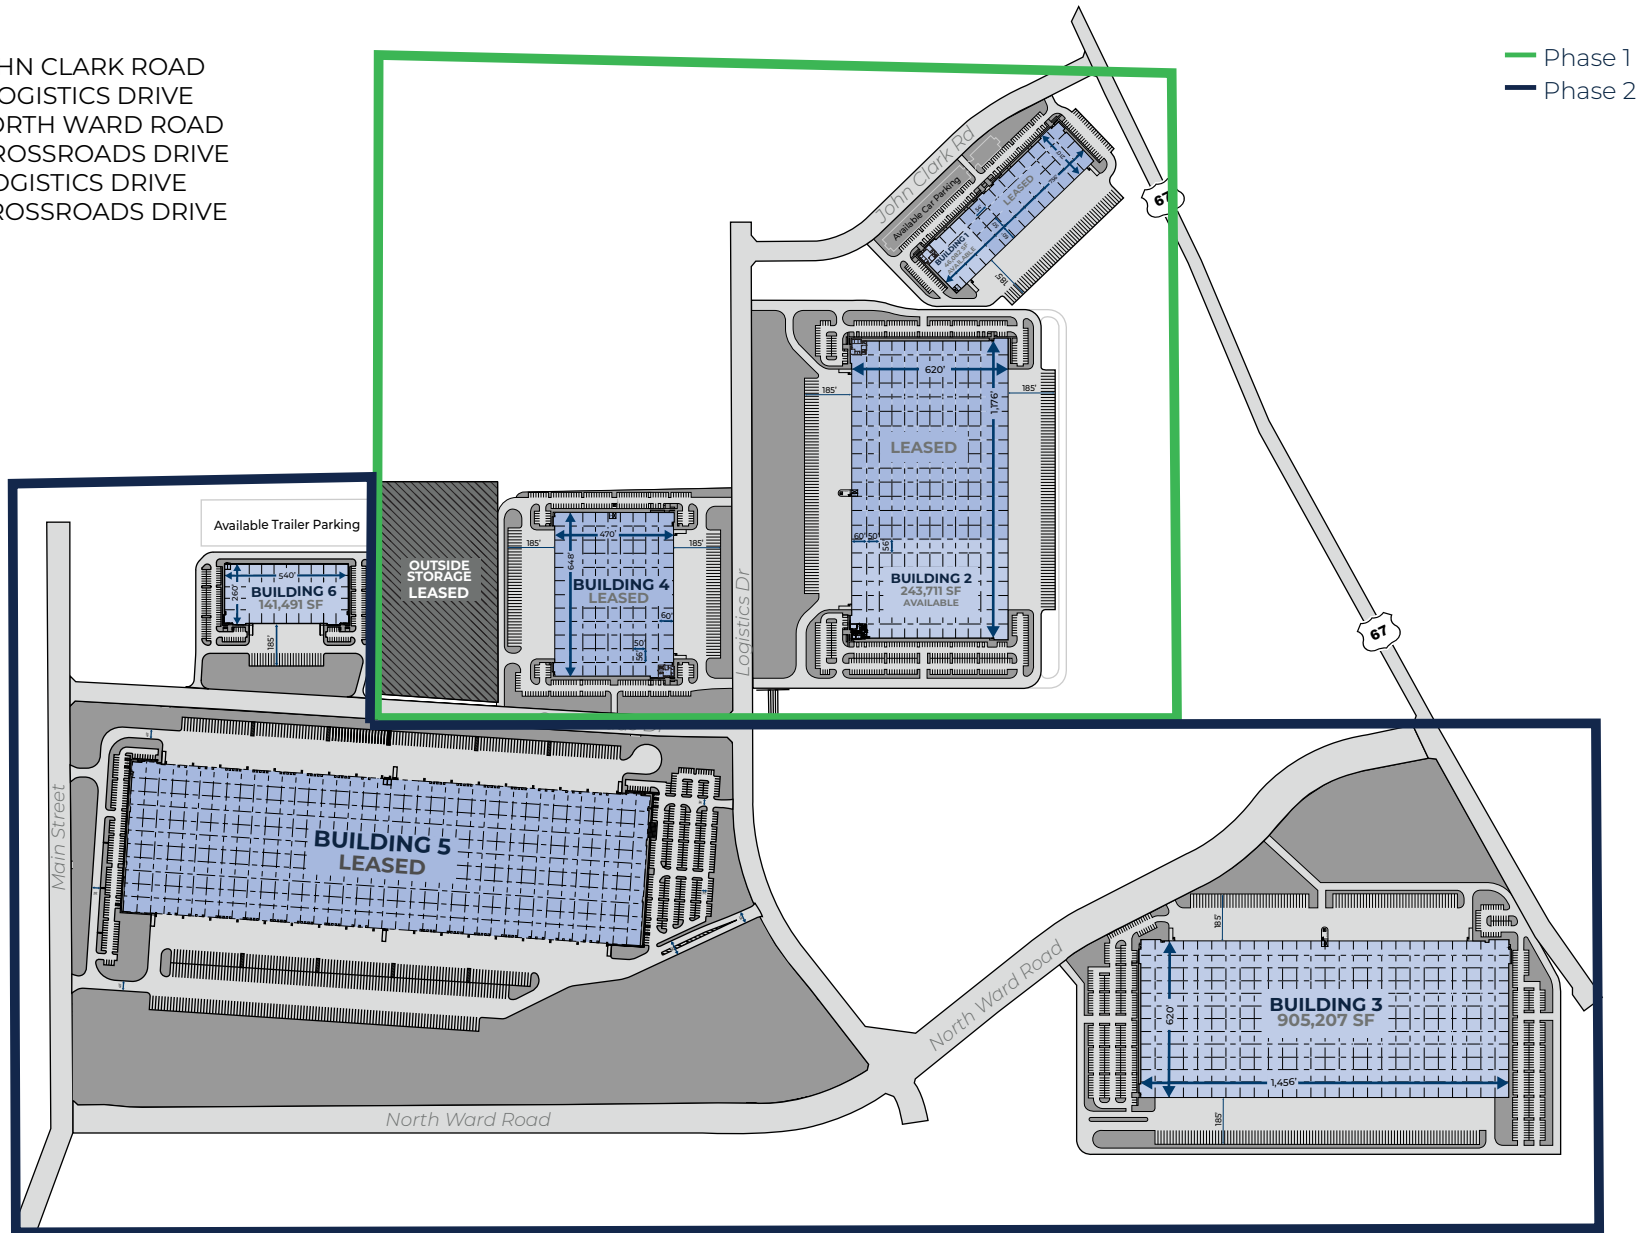 HN CLARK ROAD
OGISTICS DRIVE
ORTH WARD ROAD
ROSSROADS DRIVE
OGISTICS DRIVE
ROSSROADS DRIVE
Phase 1
Phase 2
John Clark Rd
Available Car Parking
LEASED
BUILDING 1
AVAILABLE
185'
67
620'
1,176'
185'
185'
LEASED
60'
50'
56'
BUILDING 2
243,711 SF
AVAILABLE
Available Trailer Parking
540'
260'
BUILDING 6
141,491 SF
185'
OUTSIDE
STORAGE
LEASED
470'
648'
185'
185'
BUILDING 4
LEASED
60'
50'
56'
Logistics Dr
67
Main Street
BUILDING 5
LEASED
North Ward Road
North Ward Road
185'
620'
BUILDING 3
905,207 SF
1,456'
185'